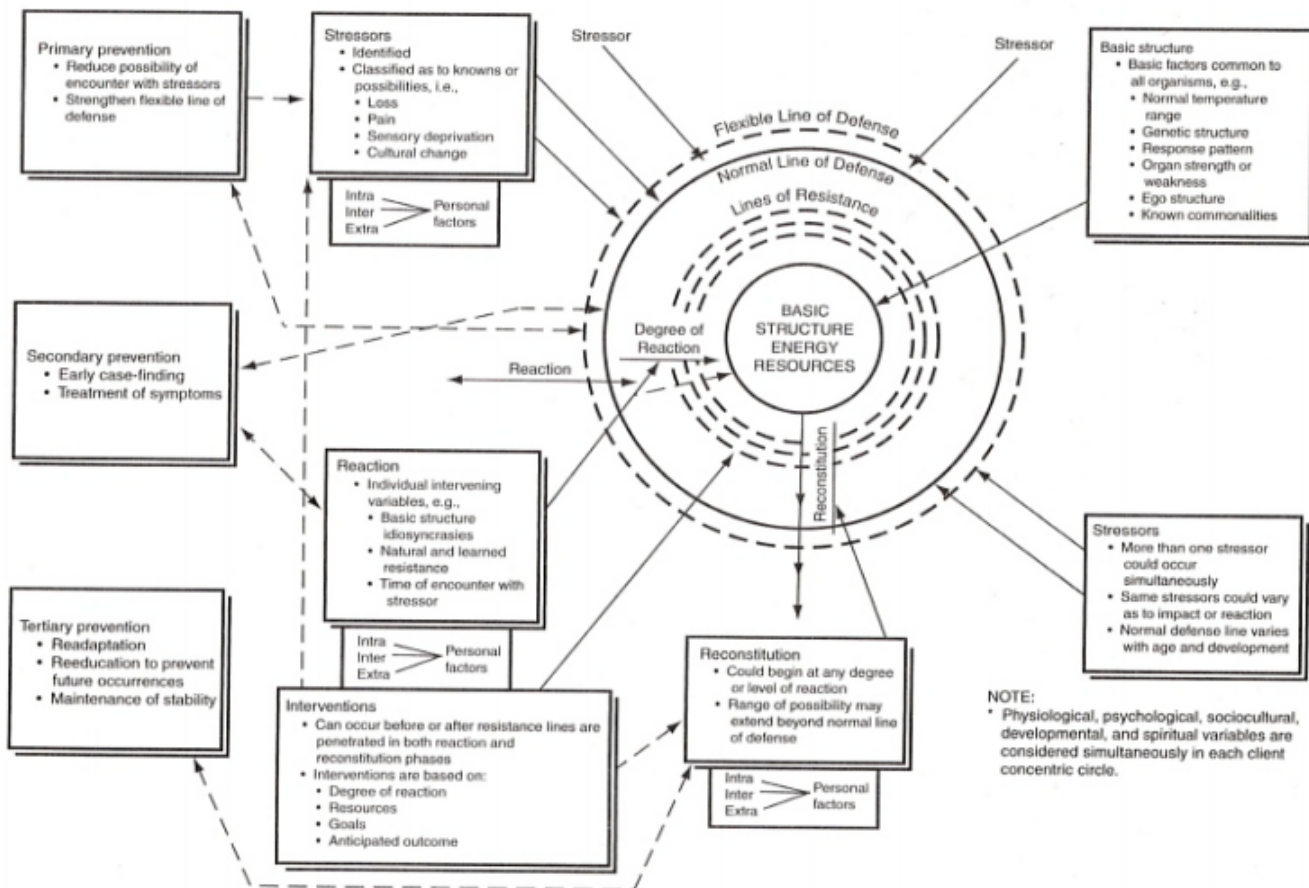 Primary prevention
• Reduce possibility of
encounter with stressors
• Strengthen flexible line of
defense
Stressors
• Identified
• Classified as to knowns or
possibilities, i.e.,
• Loss
• Pain
• Sensory deprivation
• Cultural change
Intra
Inter
Extra
Personal
factors
Stressor
Stressor
Basic structure
• Basic factors common to
all organisms, e.g.,
• Normal temperature
range
• Genetic structure
• Response pattern
• Organ strength or
weakness
• Ego structure
• Known commonalities
Flexible Line of Defense
Normal Line of Defense
Lines of Resistance
BASIC
STRUCTURE
ENERGY
RESOURCES
Degree of
Reaction
Reaction
Reconstitution
Secondary prevention
• Early case-finding
• Treatment of symptoms
Reaction
• Individual intervening
variables, e.g.,
• Basic structure
idiosyncrasies
• Natural and learned
resistance
• Time of encounter with
stressor
Intra
Inter
Extra
Personal
factors
Stressors
• More than one stressor
could occur
simultaneously
• Same stressors could vary
as to impact or reaction
• Normal defense line varies
with age and development
Tertiary prevention
• Readaptation
• Reeducation to prevent
future occurrences
• Maintenance of stability
Interventions
• Can occur before or after resistance lines are
penetrated in both reaction and
reconstitution phases
• Interventions are based on:
• Degree of reaction
• Resources
• Goals
• Anticipated outcome
Reconstitution
• Could begin at any degree
or level of reaction
• Range of possibility may
extend beyond normal line
of defense
Intra
Inter
Extra
Personal
factors
NOTE:
* Physiological, psychological, sociocultural,
developmental, and spiritual variables are
considered simultaneously in each client
concentric circle.